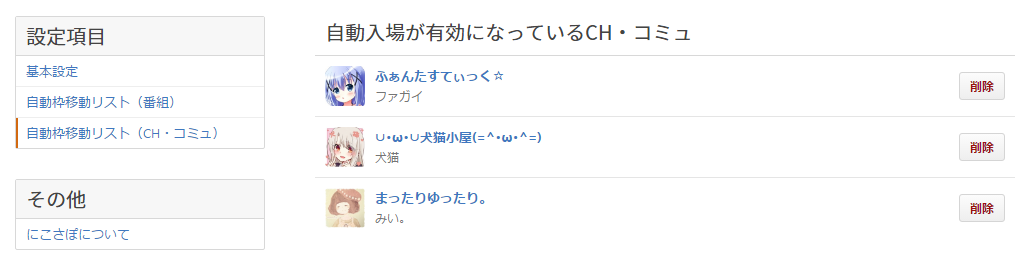 設定項目
基本設定
自動枠移動リスト（番組）
自動枠移動リスト（CH・コミュ）
その他
にこさぽについて
自動入場が有効になっているCH・コミュ
ふぁんたすてぃっく☆
ファガイ
削除
∪･ω･∪犬猫小屋(=^･ω･^=)
犬猫
削除
まったりゆったり。
みい。
削除